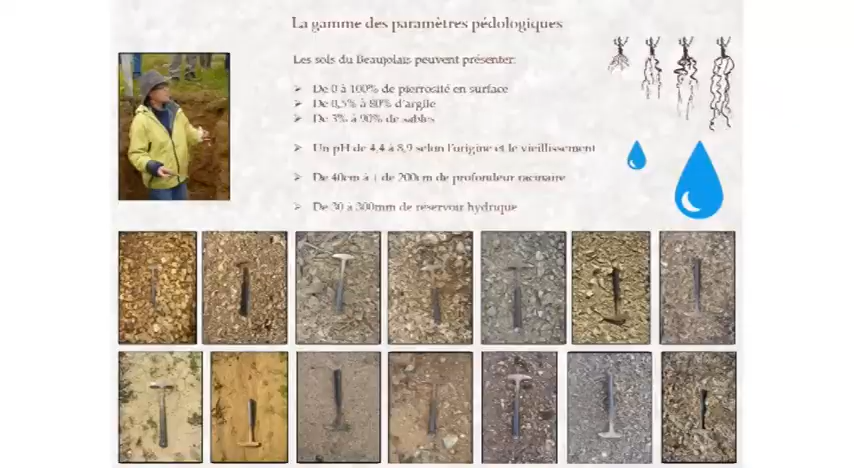 La gamme des paramètres pédologiques
Les sols du Beaujolais peuvent présenter:
➢ De 0 à 100% de pierrosité en surface
➢ De 0,5% à 80% d'argile
➢ De 3% à 90% de sables
➢ Un pH de 4,4 à 8,9 selon l'origine et le vieillissement
➢ De 40cm à + de 200cm de profondeur racinaire
➢ De 30 à 300mm de réservoir hydrique